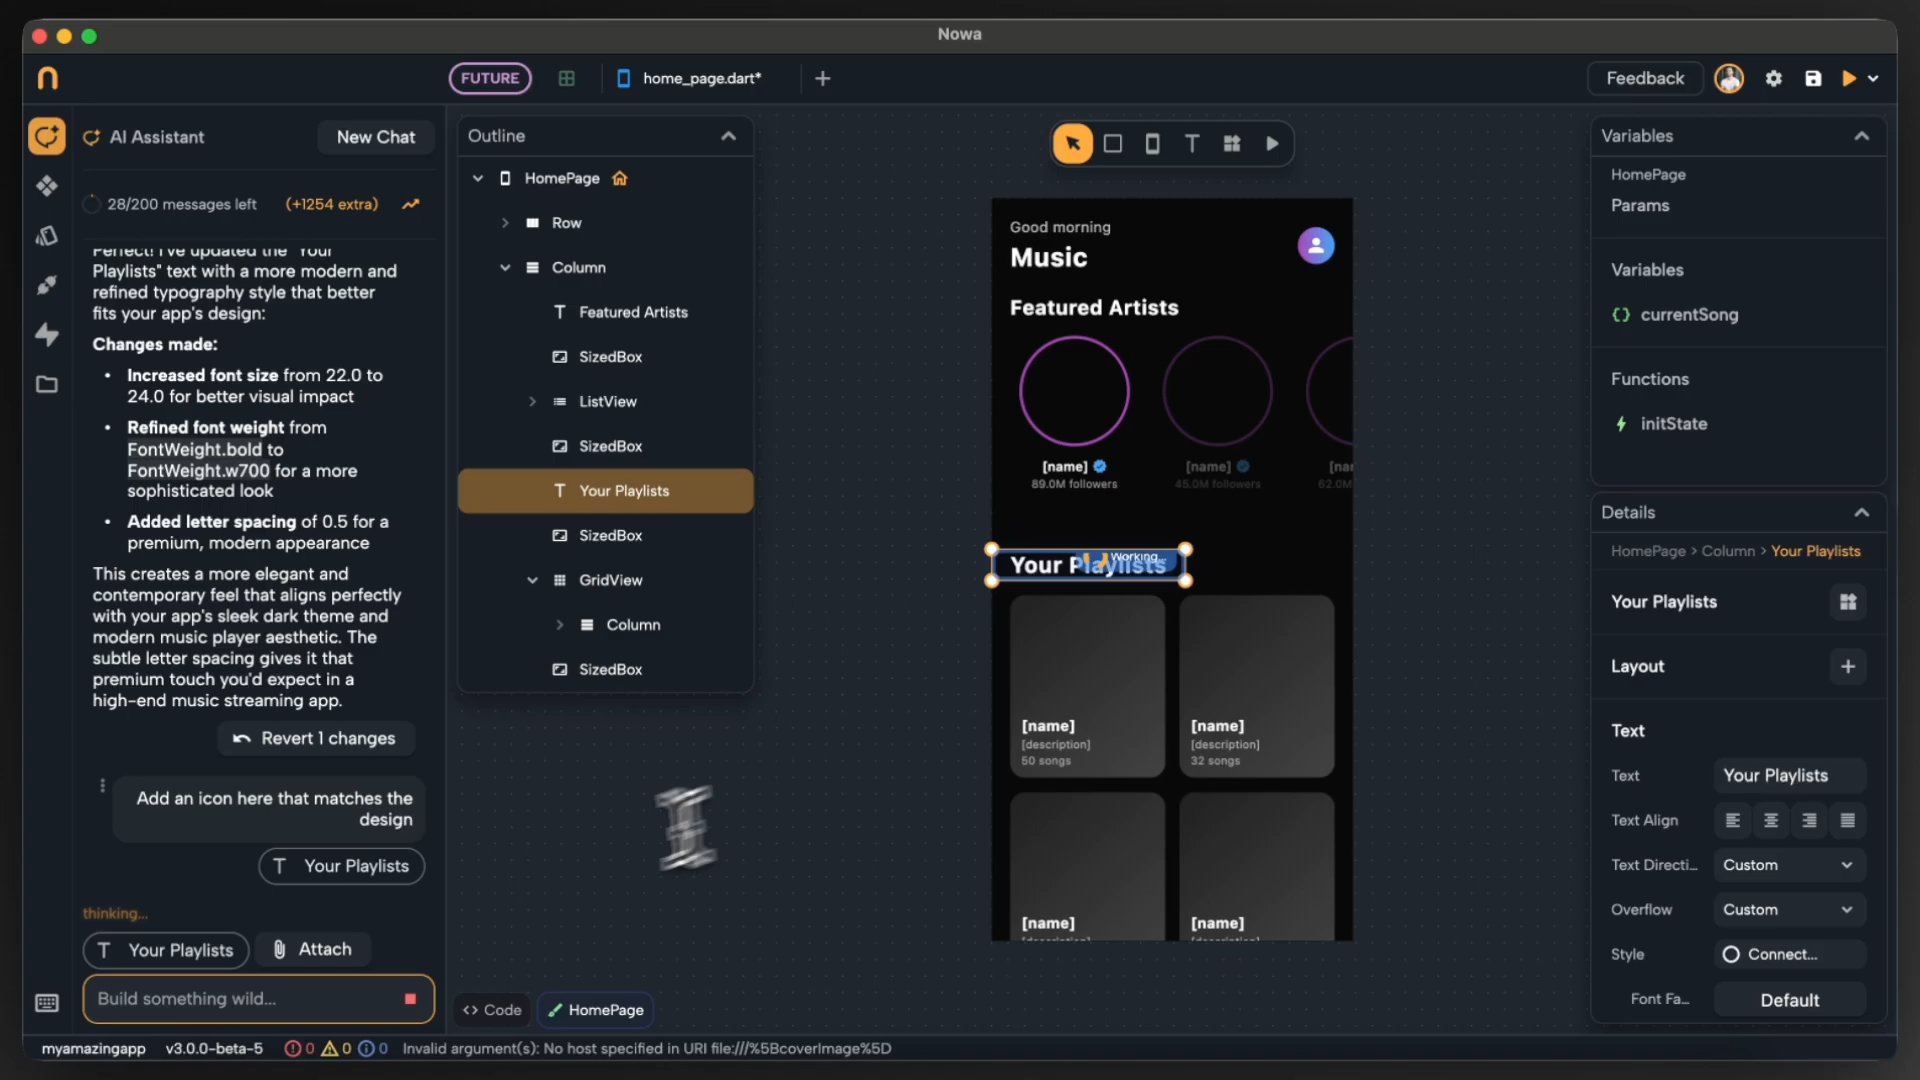 Nowa
FUTURE
home_page.dart*
Feedback
AI Assistant
New Chat
28/200 messages left (+1254 extra)
Perfect! I've updated the "Your
Playlists" text with a more modern and
refined typography style that better
fits your app's design:
Changes made:
• Increased font size from 22.0 to
24.0 for better visual impact
• Refined font weight from
FontWeight.bold to
FontWeight.w700 for a more
sophisticated look
• Added letter spacing of 0.5 for a
premium, modern appearance
This creates a more elegant and
contemporary feel that aligns perfectly
with your app's sleek dark theme and
modern music player aesthetic. The
subtle letter spacing gives it that
premium touch you'd expect in a
high-end music streaming app.
Revert 1 changes
Add an icon here that matches the
design
Your Playlists
thinking...
Your Playlists
Attach
Build something wild...
Outline
HomePage
Row
Column
Featured Artists
SizedBox
ListView
SizedBox
Your Playlists
SizedBox
GridView
Column
SizedBox
<> Code
HomePage
Good morning
Music
Featured Artists
[name]
89.0M followers
[name]
45.0M followers
[nam
62.0M
Your Playlists
Working...
[name]
[description]
50 songs
[name]
[description]
32 songs
[name]
[description]
[name]
[description]
Variables
HomePage
Params
Variables
currentSong
Functions
initState
Details
HomePage > Column > Your Playlists
Your Playlists
Layout
Text
Text Your Playlists
Text Align
Text Directi... Custom
Overflow Custom
Style Connect...
Font Fa... Default
myamazingapp v3.0.0-beta-5 0 0 0 Invalid argument(s): No host specified in URI file:///%5BcoverImage%5D